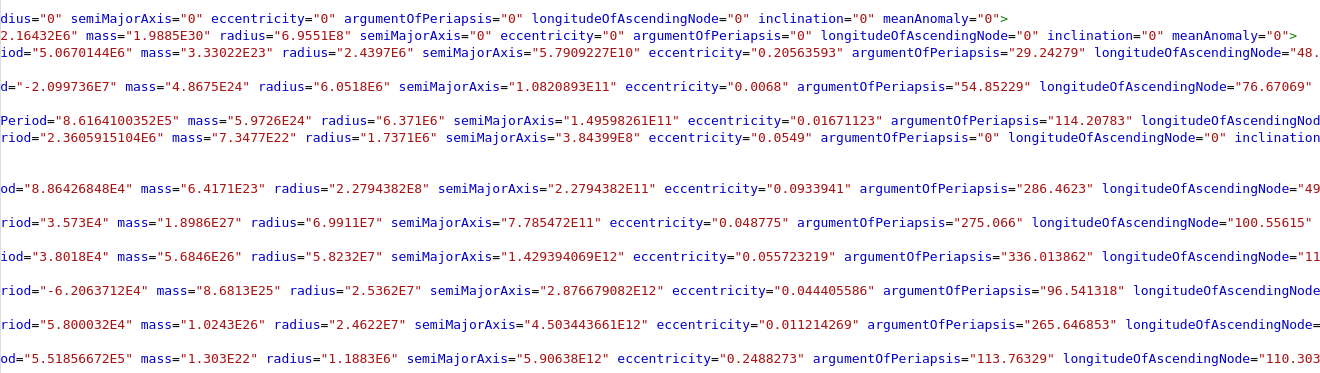 dius="0" semiMajorAxis="0" eccentricity="0" argumentOfPeriapsis="0" longitudeOfAscendingNode="0" inclination="0" meanAnomaly="0">
2.16432E6" mass="1.9885E30" radius="6.9551E8" semiMajorAxis="0" eccentricity="0" argumentOfPeriapsis="0" longitudeOfAscendingNode="0" inclination="0" meanAnomaly="0">
iod="5.0670144E6" mass="3.33022E23" radius="2.4397E6" semiMajorAxis="5.7909227E10" eccentricity="0.20563593" argumentOfPeriapsis="29.24279" longitudeOfAscendingNode="48.
d="-2.099736E7" mass="4.8675E24" radius="6.0518E6" semiMajorAxis="1.0820893E11" eccentricity="0.0068" argumentOfPeriapsis="54.85229" longitudeOfAscendingNode="76.67069"
Period="8.6164100352E5" mass="5.9726E24" radius="6.371E6" semiMajorAxis="1.49598261E11" eccentricity="0.01671123" argumentOfPeriapsis="114.20783" longitudeOfAscendingNod
riod="2.3605915104E6" mass="7.3477E22" radius="1.7371E6" semiMajorAxis="3.84399E8" eccentricity="0.0549" argumentOfPeriapsis="0" longitudeOfAscendingNode="0" inclination
od="8.86426848E4" mass="6.4171E23" radius="2.2794382E8" semiMajorAxis="2.2794382E11" eccentricity="0.0933941" argumentOfPeriapsis="286.4623" longitudeOfAscendingNode="49
riod="3.573E4" mass="1.8986E27" radius="6.9911E7" semiMajorAxis="7.785472E11" eccentricity="0.048775" argumentOfPeriapsis="275.066" longitudeOfAscendingNode="100.55615"
iod="3.8018E4" mass="5.6846E26" radius="5.8232E7" semiMajorAxis="1.429394069E12" eccentricity="0.055723219" argumentOfPeriapsis="336.013862" longitudeOfAscendingNode="11
riod="-6.2063712E4" mass="8.6813E25" radius="2.5362E7" semiMajorAxis="2.876679082E12" eccentricity="0.044405586" argumentOfPeriapsis="96.541318" longitudeOfAscendingNode
riod="5.800032E4" mass="1.0243E26" radius="2.4622E7" semiMajorAxis="4.503443661E12" eccentricity="0.011214269" argumentOfPeriapsis="265.646853" longitudeOfAscendingNode=
od="5.51856672E5" mass="1.303E22" radius="1.1883E6" semiMajorAxis="5.90638E12" eccentricity="0.2488273" argumentOfPeriapsis="113.76329" longitudeOfAscendingNode="110.303